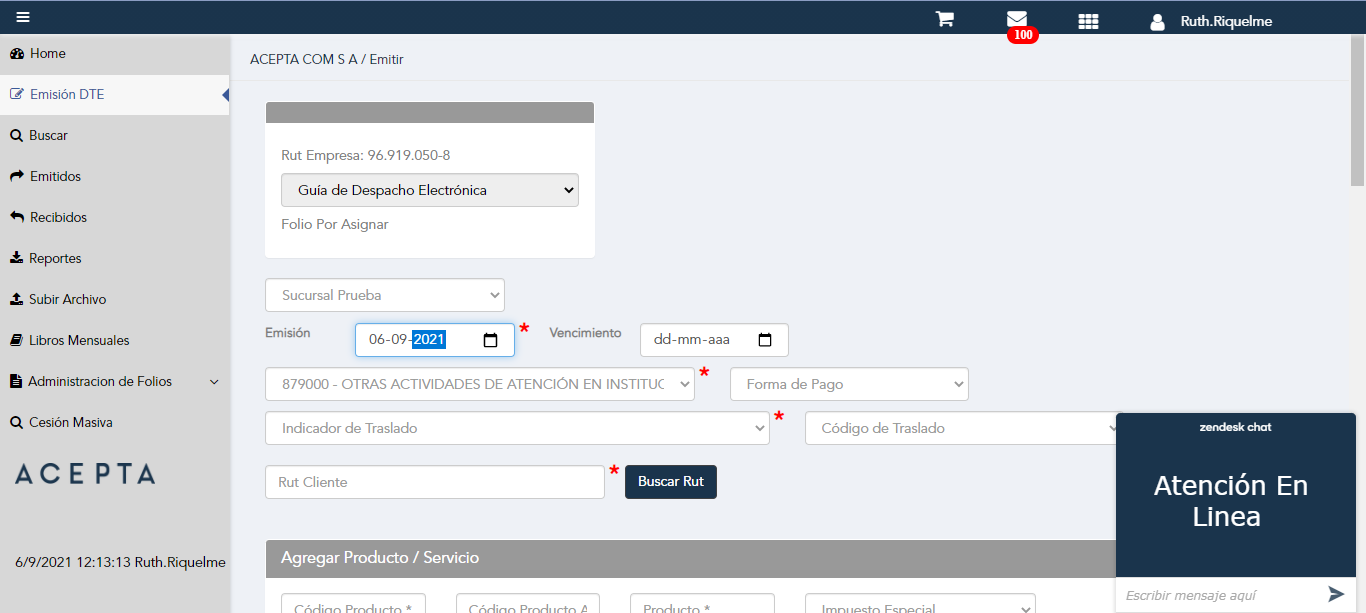 100
Ruth.Riquelme
Home
Emisión DTE
Buscar
Emitidos
Recibidos
Reportes
Subir Archivo
Libros Mensuales
Administracion de Folios
Cesión Masiva
ACEPTA
6/9/2021 12:13:13 Ruth.Riquelme
ACEPTA COM S A / Emitir
Rut Empresa: 96.919.050-8
Guía de Despacho Electrónica
Folio Por Asignar
Sucursal Prueba
Emisión 06-09-2021 * Vencimiento dd-mm-aaa
879000 - OTRAS ACTIVIDADES DE ATENCIÓN EN INSTITUC * Forma de Pago
Indicador de Traslado * Código de Traslado
Rut Cliente * Buscar Rut
Agregar Producto / Servicio
Código Producto * Código Producto A Producto * Impuesto Especial
zendesk chat
Atención En
Linea
Escribir mensaje aquí